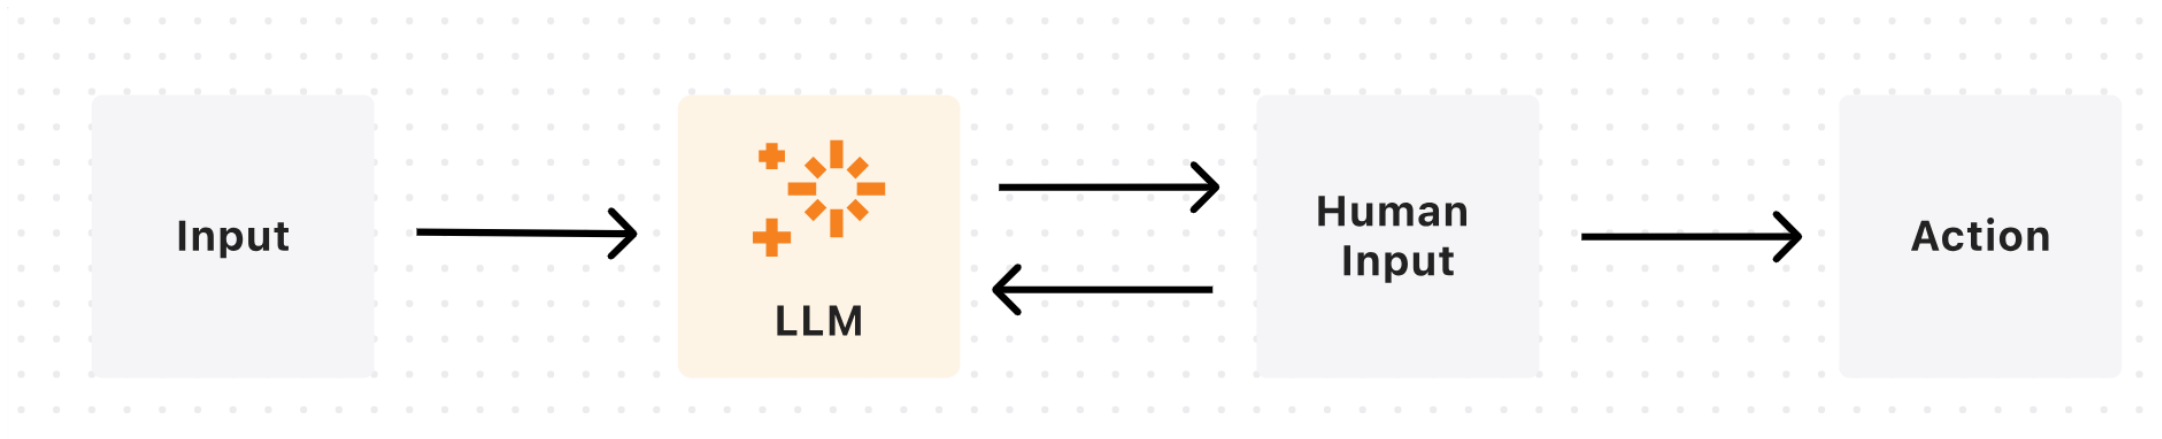 Input
LLM
Human
Input
Action